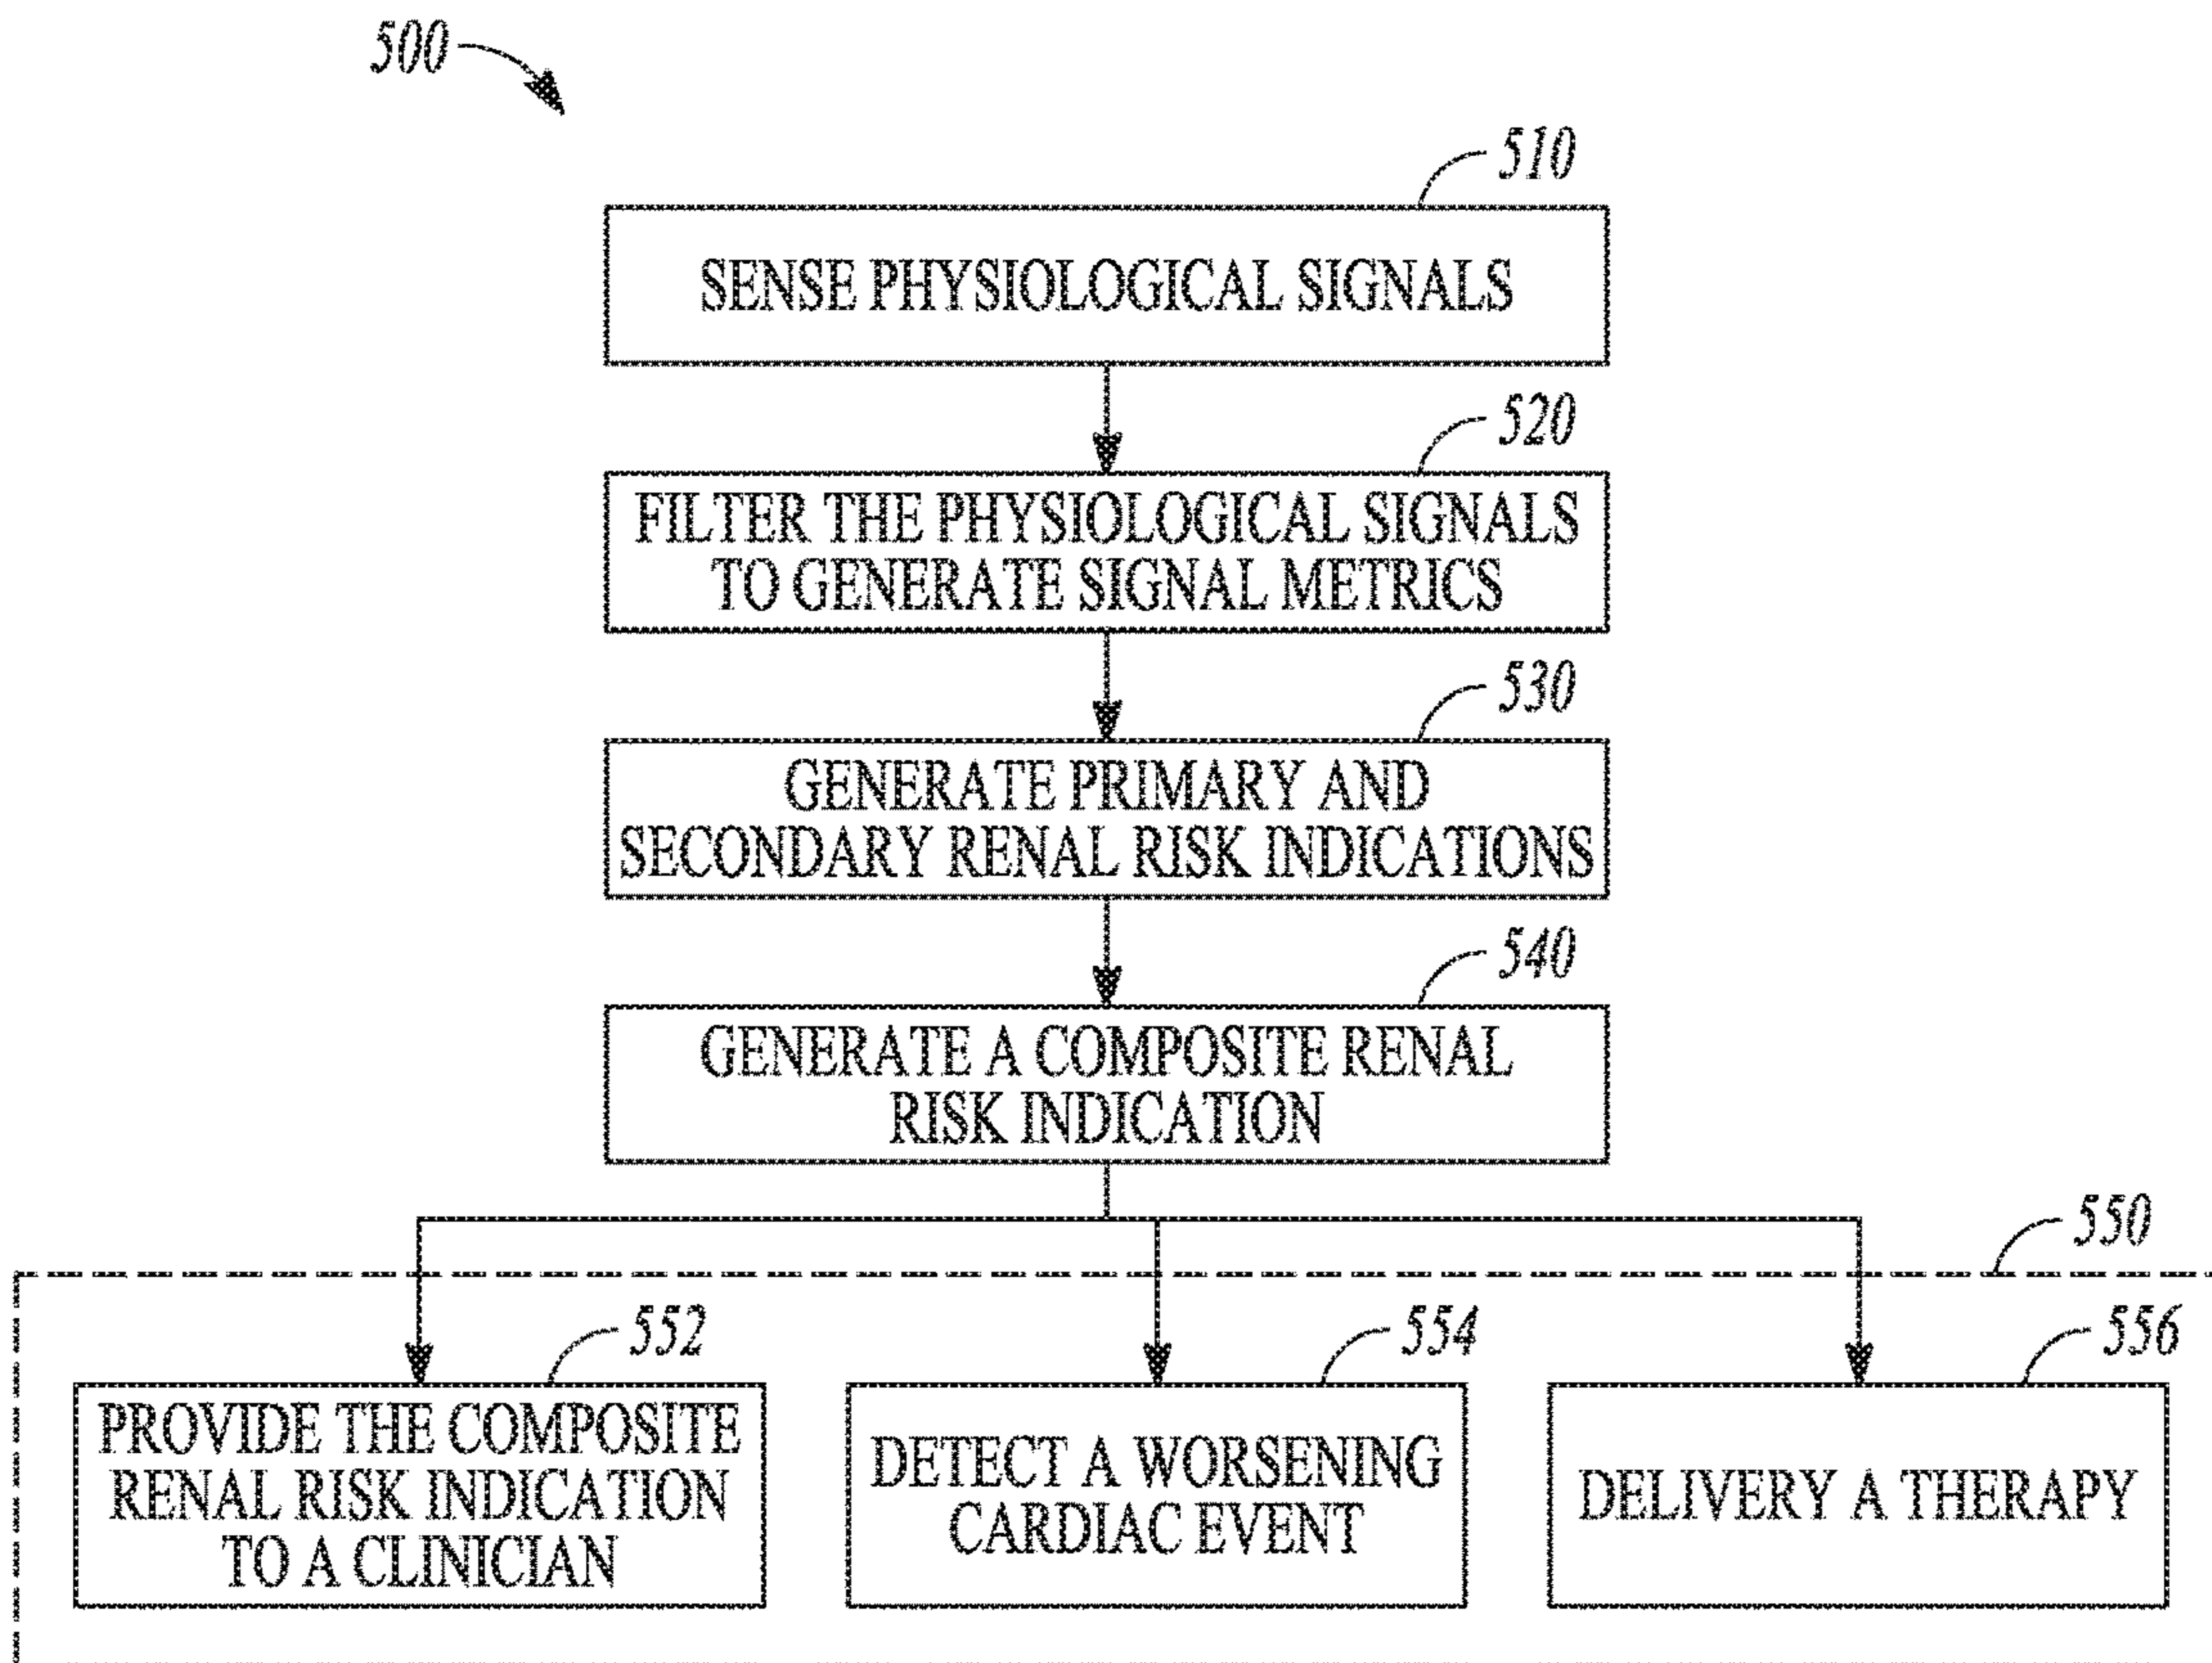 500
510
SENSE PHYSIOLOGICAL SIGNALS
520
FILTER THE PHYSIOLOGICAL SIGNALS
TO GENERATE SIGNAL METRICS
530
GENERATE PRIMARY AND
SECONDARY RENAL RISK INDICATIONS
540
GENERATE A COMPOSITE RENAL
RISK INDICATION
550
552
PROVIDE THE COMPOSITE
RENAL RISK INDICATION
TO A CLINICIAN
554
DETECT A WORSENING
CARDIAC EVENT
556
DELIVERY A THERAPY